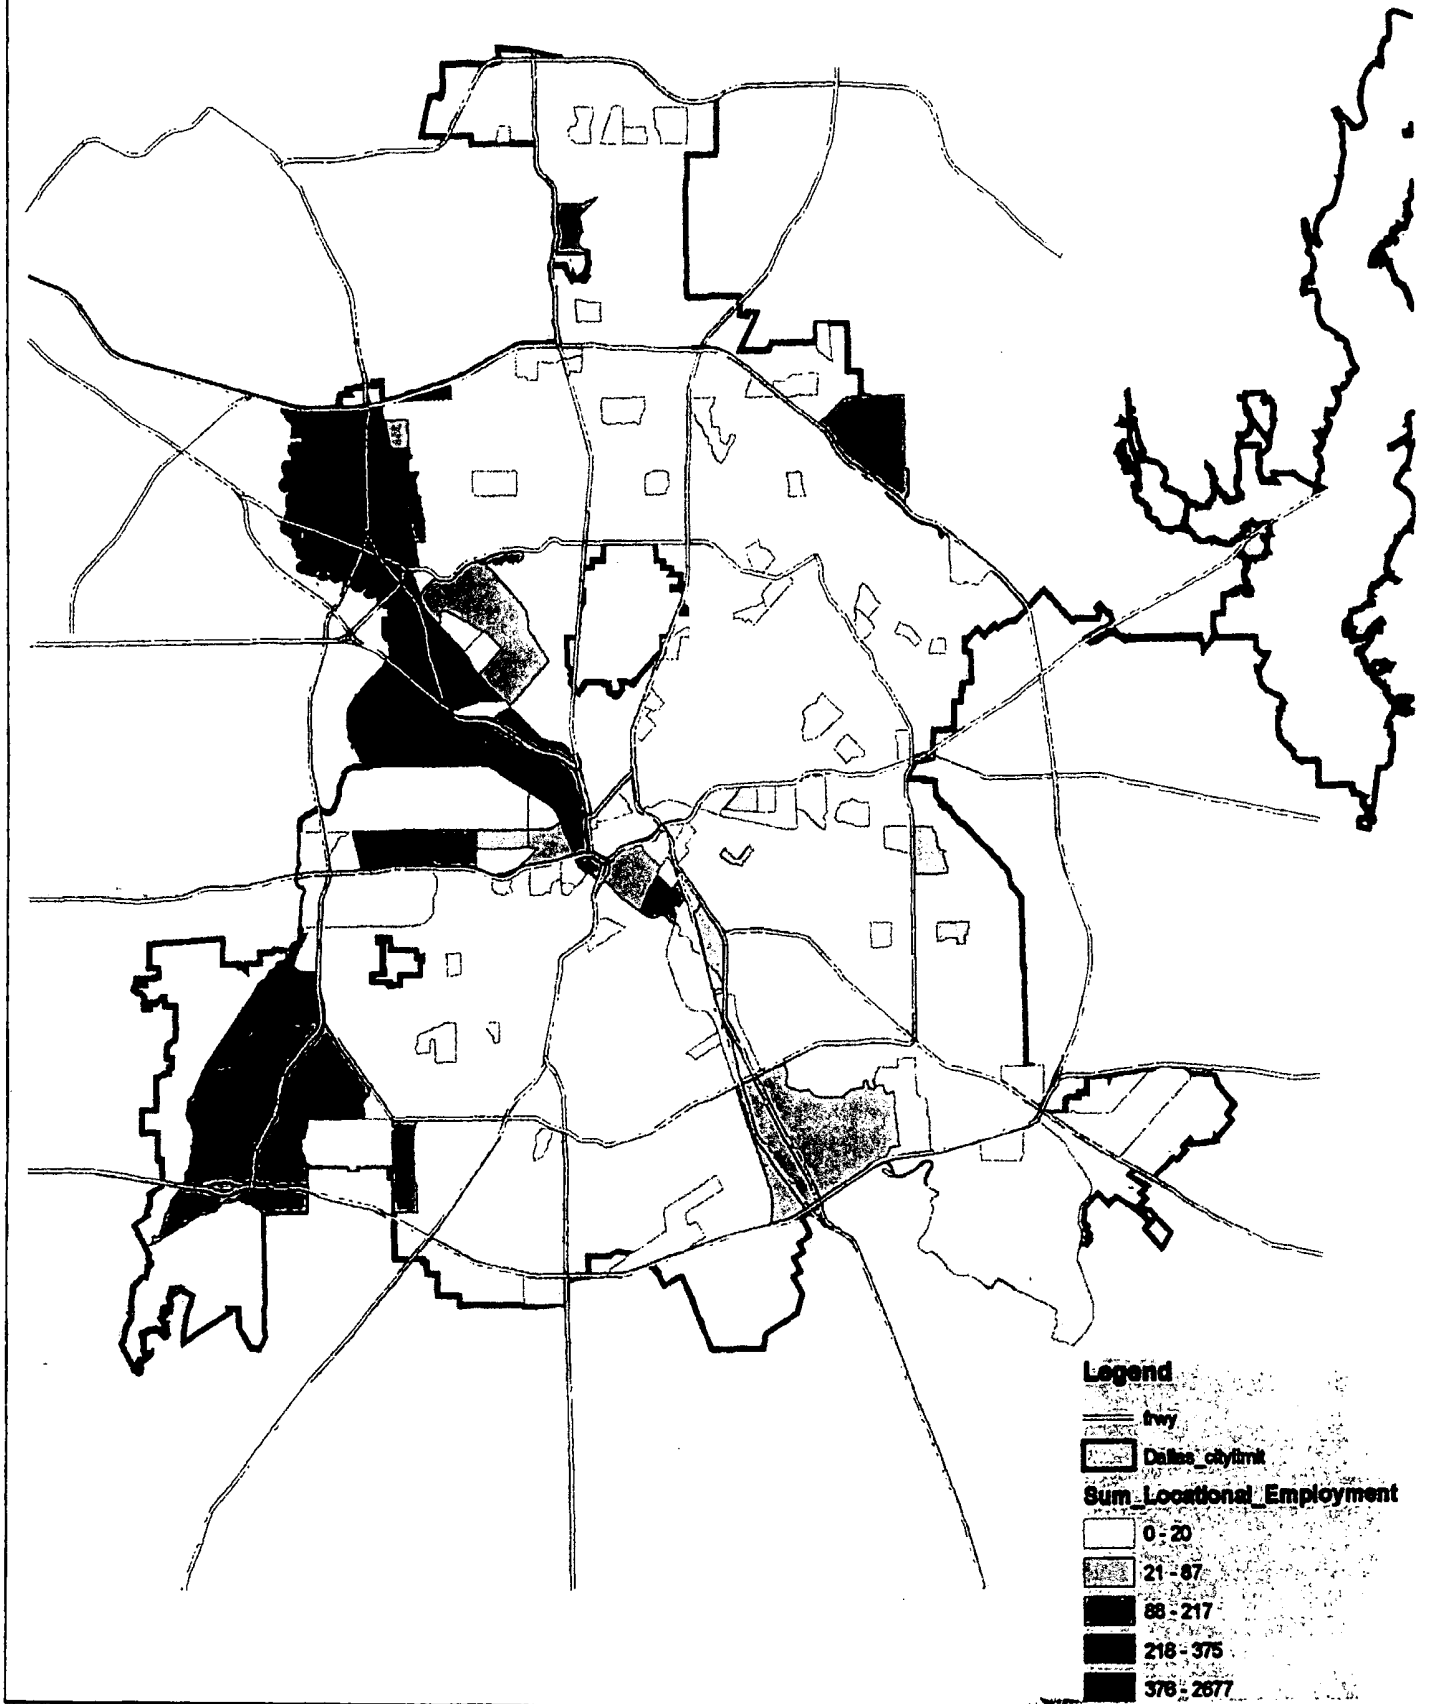 Legend
frwy
Dallas_citylimit
Sum_Locational_Employment
0 - 20
21 - 87
88 - 217
218 - 375
376 - 2677